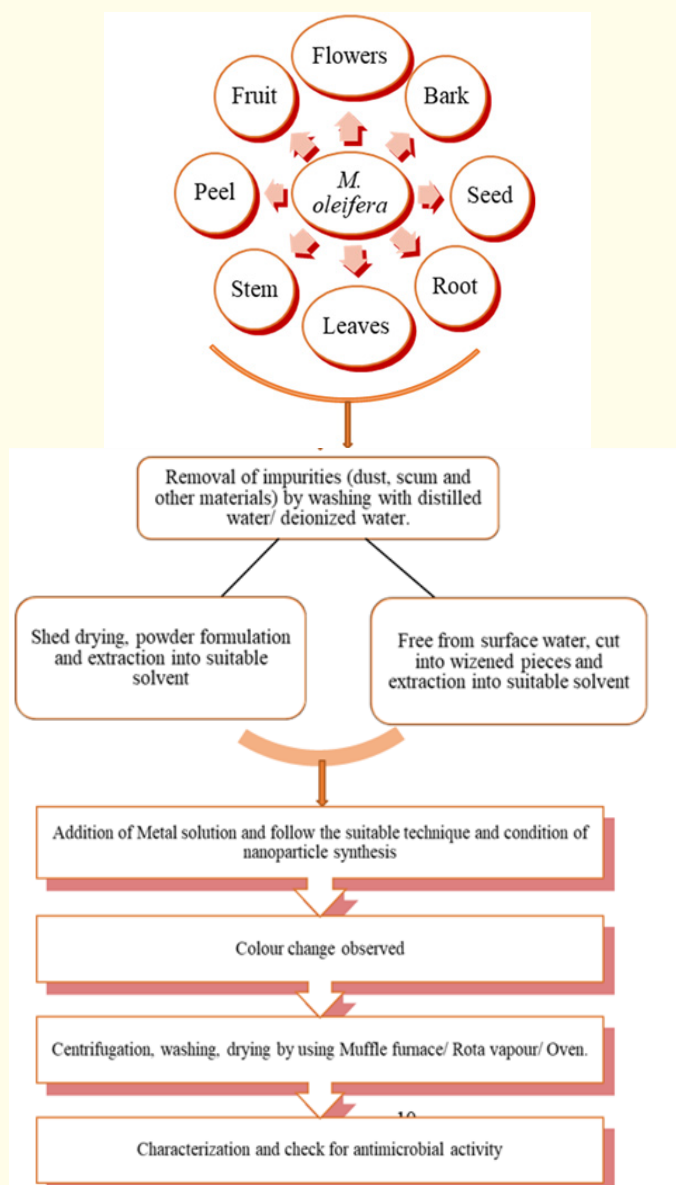 Flowers
Fruit
Bark
Peel
M.
oleifera
Seed
Stem
Root
Leaves
Removal of impurities (dust, scum and
other materials) by washing with distilled
water/ deionized water.
Shed drying, powder formulation
and extraction into suitable
solvent
Free from surface water, cut
into wizened pieces and
extraction into suitable solvent
Addition of Metal solution and follow the suitable technique and condition of
nanoparticle synthesis
Colour change observed
Centrifugation, washing, drying by using Muffle furnace/ Rota vapour/ Oven.
Characterization and check for antimicrobial activity